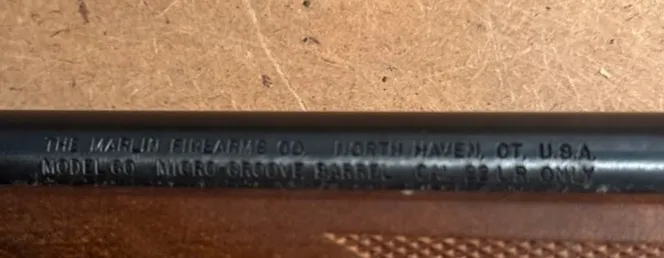 THE MARLIN FIREARMS CO. NORTH HAVEN, CT. U.S.A.
MODEL 60 MICRO-GROOVE BARREL CAL. 22 L.R. ONLY